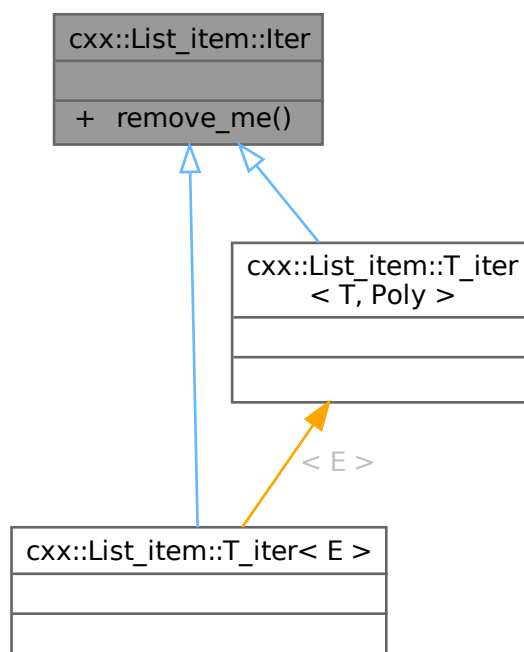 cxx::List_item::Iter
+ remove_me()
cxx::List_item::T_iter
< T, Poly >
< E >
cxx::List_item::T_iter< E >